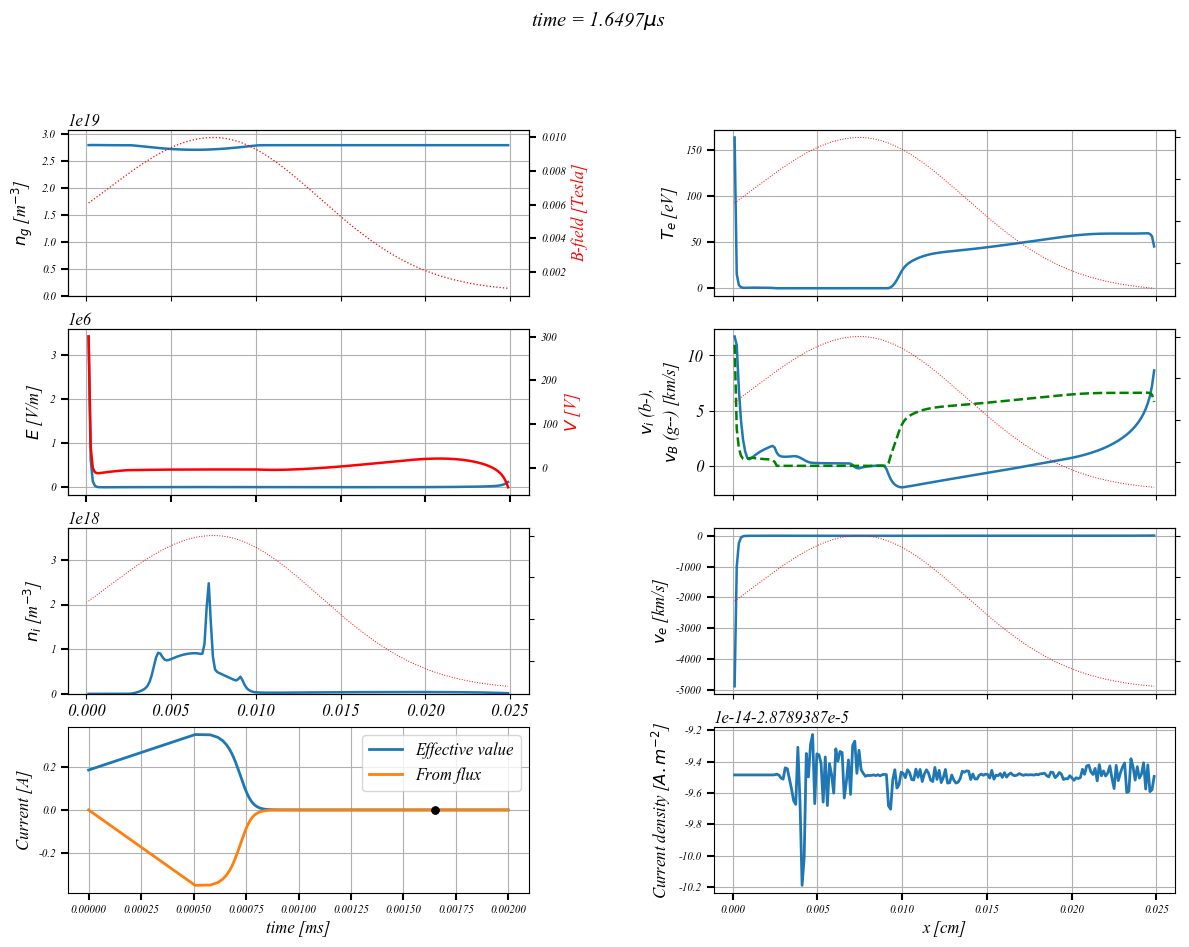 time = 1.6497μs
1e19
3.0
2.5
2.0
1.5
1.0
0.5
0.0
n_g [m⁻³]
0.010
0.008
0.006
0.004
0.002
B-field [Tesla]
150
100
50
0
T_e [eV]
1e6
3
2
1
0
E [V/m]
300
200
100
0
V [V]
10
5
0
v_i (b-),
v_B (g--) [km/s]
1e18
3
2
1
0
n_i [m⁻³]
0.000 0.005 0.010 0.015 0.020 0.025
0
-1000
-2000
-3000
-4000
-5000
v_e [km/s]
0.2
0.0
-0.2
Current [A]
Effective value
From flux
0.00000 0.00025 0.00050 0.00075 0.00100 0.00125 0.00150 0.00175 0.00200
time [ms]
1e-14-2.8789387e-5
-9.2
-9.4
-9.6
-9.8
-10.0
-10.2
Current density [A.m⁻²]
0.000 0.005 0.010 0.015 0.020 0.025
x [cm]